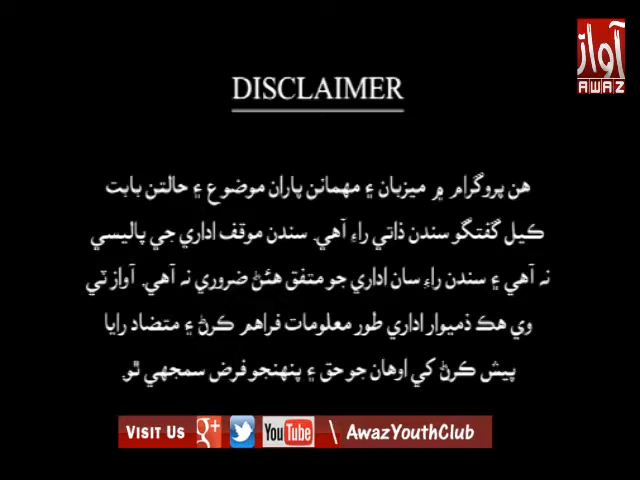 آواز
AWAZ
DISCLAIMER
هن پروگرام ۾ ميزبان ۽ مهماٽن پاران موضوع ۽ حالتن بابت
ڪيل گفتگو سندن ذاتي راءِ آهي. سندن موقف اداري جي پاليسي
نہ آهي ۽ سندن راءِ سان اداري جو متفق هئڻ ضروري نہ آهي. آواز ٽي
وي هڪ ذميوار اداري طور معلومات فراهم ڪرڻ ۽ متضاد رايا
پيش ڪرڻ کي اوهان جو حق ۽ پنهنجو فرض سمجهي ٿو.
VISIT US g+ You Tube \ AwazYouthClub